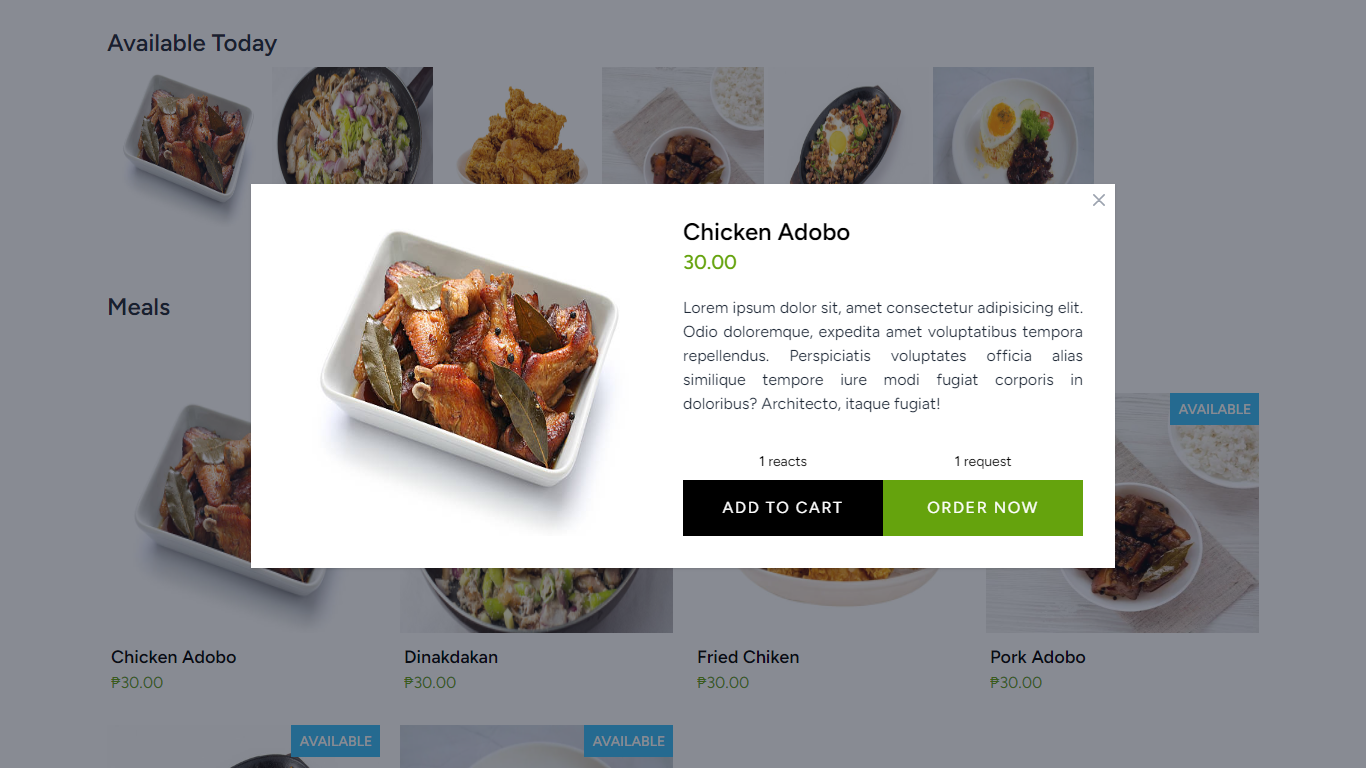 Available Today
Chicken Adobo
30.00
Meals
Lorem ipsum dolor sit, amet consectetur adipisicing elit.
Odio doloremque, expedita amet voluptatibus tempora
repellendus. Perspiciatis voluptates officia alias
similique tempore iure modi fugiat corporis in
doloribus? Architecto, itaque fugiat!
AVAILABLE
1 reacts
1 request
ADD TO CART
ORDER NOW
Chicken Adobo
₱30.00
Dinakdakan
₱30.00
Fried Chiken
₱30.00
Pork Adobo
₱30.00
AVAILABLE
AVAILABLE